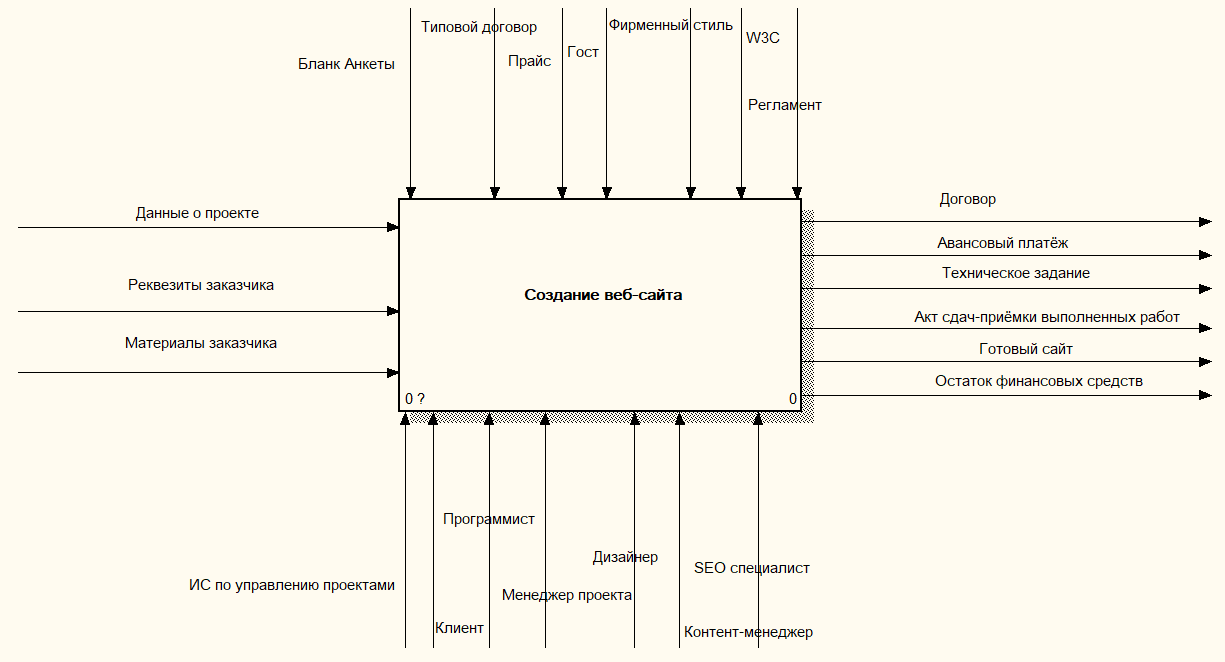 Типовой договор
Фирменный стиль
W3C
Гост
Прайс
Бланк Анкеты
Регламент
Данные о проекте
Реквезиты заказчика
Материалы заказчика
Создание веб-сайта
0 ?
0
Договор
Авансовый платёж
Техническое задание
Акт сдач-приёмки выполненных работ
Готовый сайт
Остаток финансовых средств
Программист
Дизайнер
SEO специалист
ИС по управлению проектами
Менеджер проекта
Клиент
Контент-менеджер